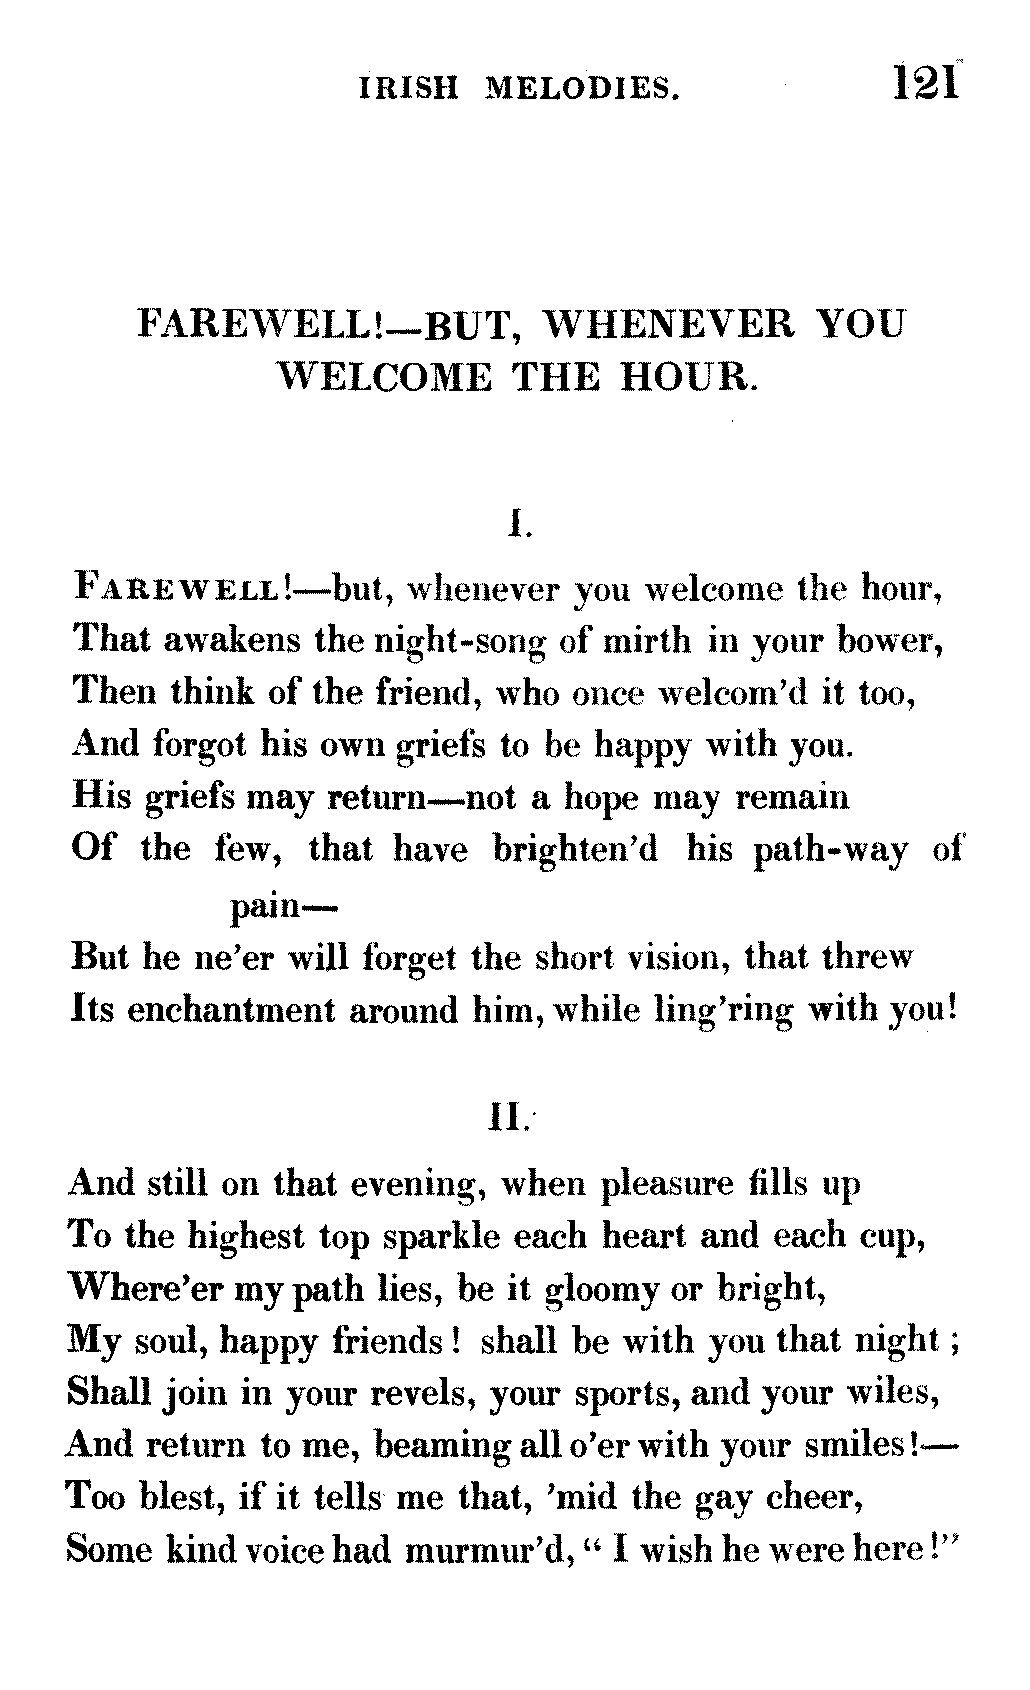 IRISH MELODIES. 121
FAREWELL!—BUT, WHENEVER YOU
WELCOME THE HOUR.
I.
FAREWELL!—but, whenever you welcome the hour,
That awakens the night-song of mirth in your bower,
Then think of the friend, who once welcom'd it too,
And forgot his own griefs to be happy with you.
His griefs may return—not a hope may remain
Of the few, that have brighten'd his path-way of
pain—
But he ne'er will forget the short vision, that threw
Its enchantment around him, while ling'ring with you!
II.
And still on that evening, when pleasure fills up
To the highest top sparkle each heart and each cup,
Where'er my path lies, be it gloomy or bright,
My soul, happy friends! shall be with you that night;
Shall join in your revels, your sports, and your wiles,
And return to me, beaming all o'er with your smiles!—
Too blest, if it tells me that, 'mid the gay cheer,
Some kind voice had murmur'd, "I wish he were here!"